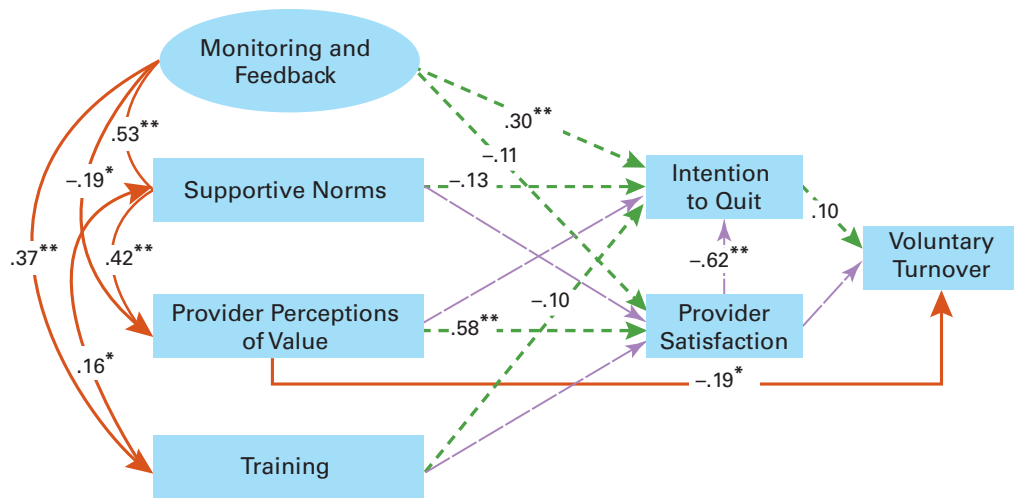 Monitoring and
Feedback
.53**
.30**
–.11
–.19*
Supportive Norms
–.13
Intention
to Quit
.10
.37**
.42**
–.62**
Voluntary
Turnover
Provider Perceptions
of Value
–.10
.58**
Provider
Satisfaction
.16*
–.19*
Training